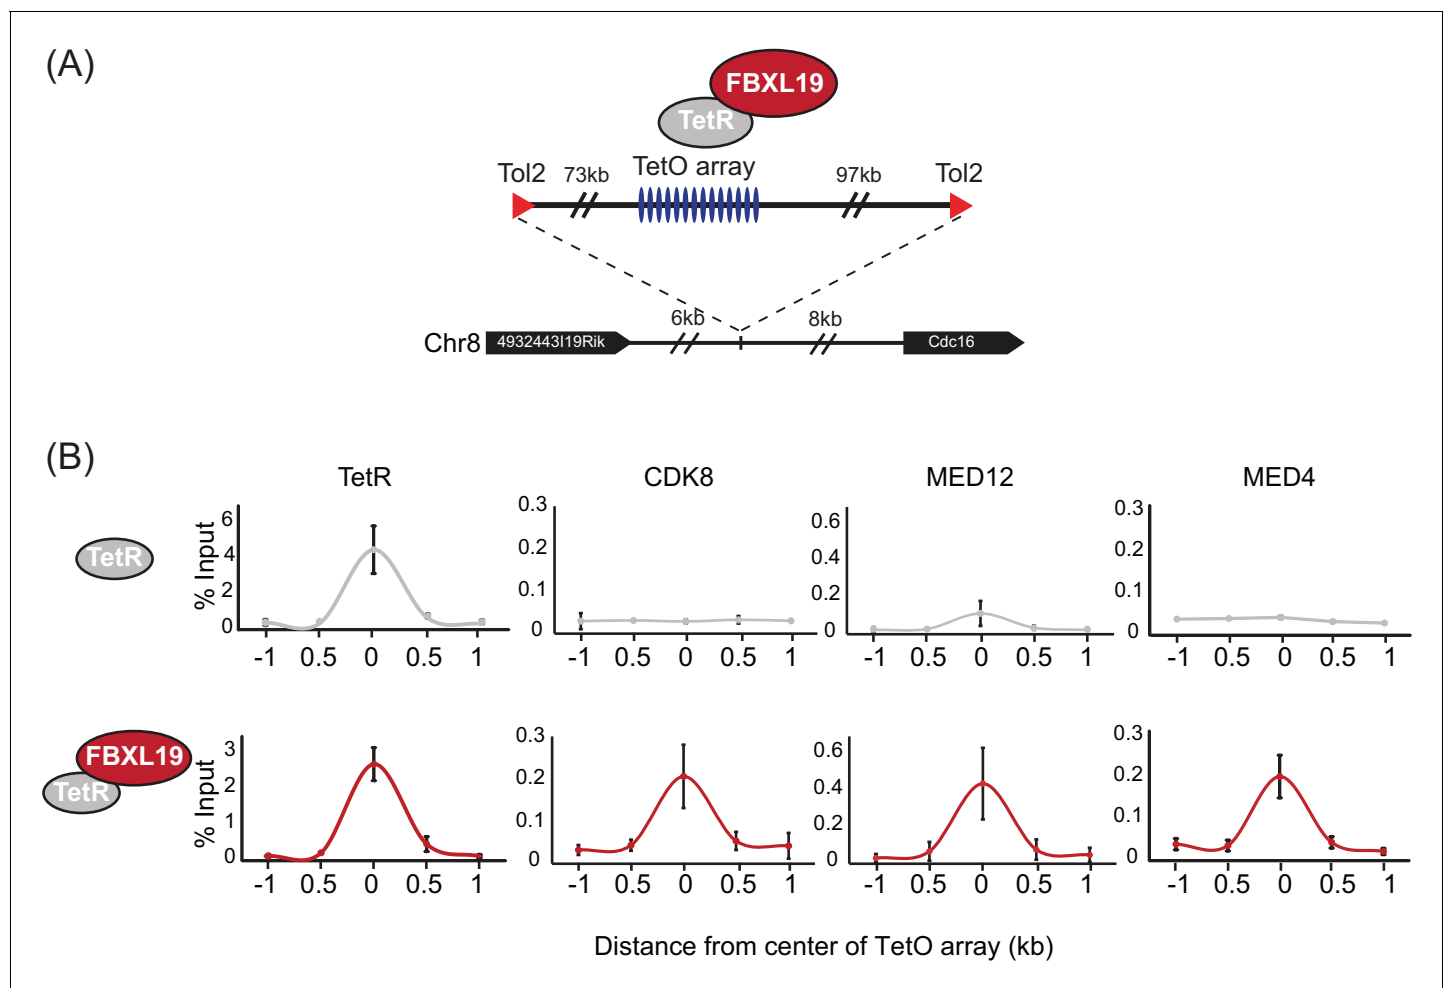 (A)
FBXL19
TetR
TetO array
Tol2
73kb
97kb
Tol2
6kb
8kb
Chr8
4932443I19Rik
Cdc16
(B)
TetR
CDK8
MED12
MED4
TetR
% Input
6
4
2
0
-1 0.5 0 0.5 1
0.3
0.2
0.1
0
-1 0.5 0 0.5 1
0.6
0.4
0.2
0
-1 0.5 0 0.5 1
0.3
0.2
0.1
0
-1 0.5 0 0.5 1
FBXL19
TetR
% Input
3
2
1
0
-1 0.5 0 0.5 1
0.3
0.2
0.1
0
-1 0.5 0 0.5 1
0.6
0.4
0.2
0
-1 0.5 0 0.5 1
0.3
0.2
0.1
0
-1 0.5 0 0.5 1
Distance from center of TetO array (kb)